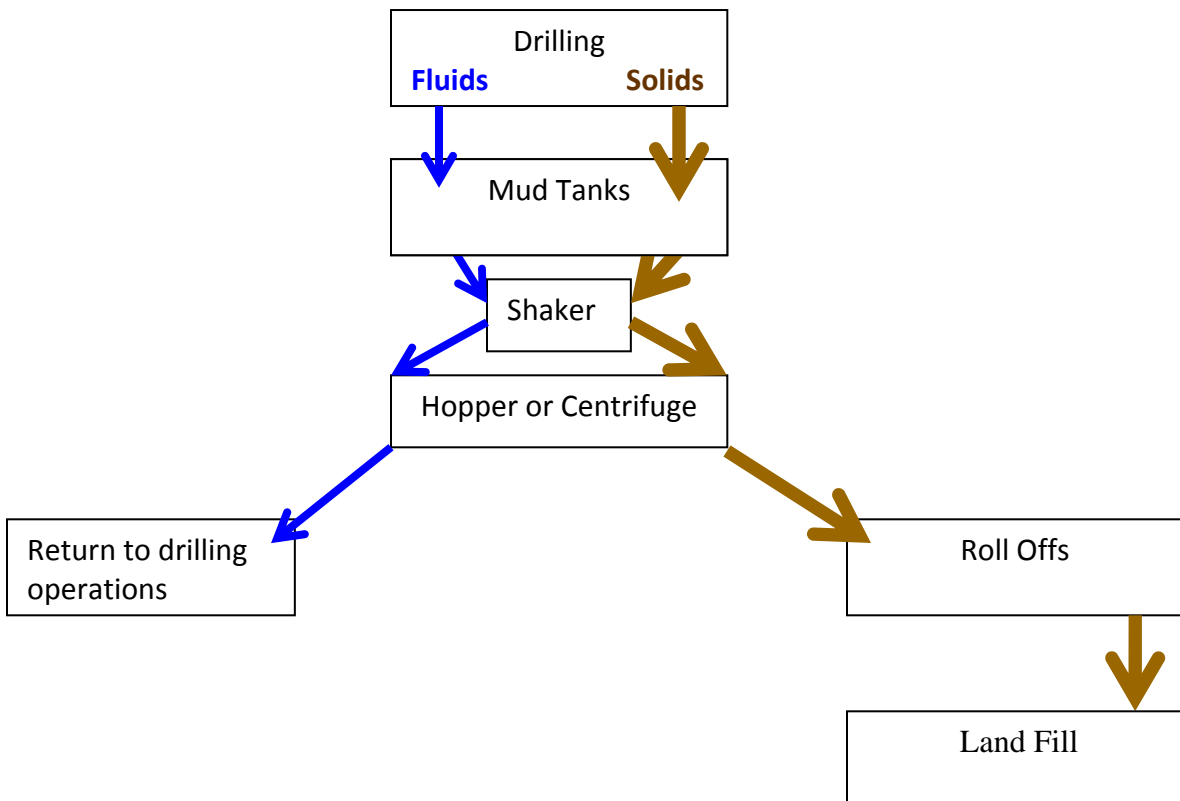 Drilling
Fluids Solids
Mud Tanks
Shaker
Hopper or Centrifuge
Return to drilling
operations
Roll Offs
Land Fill